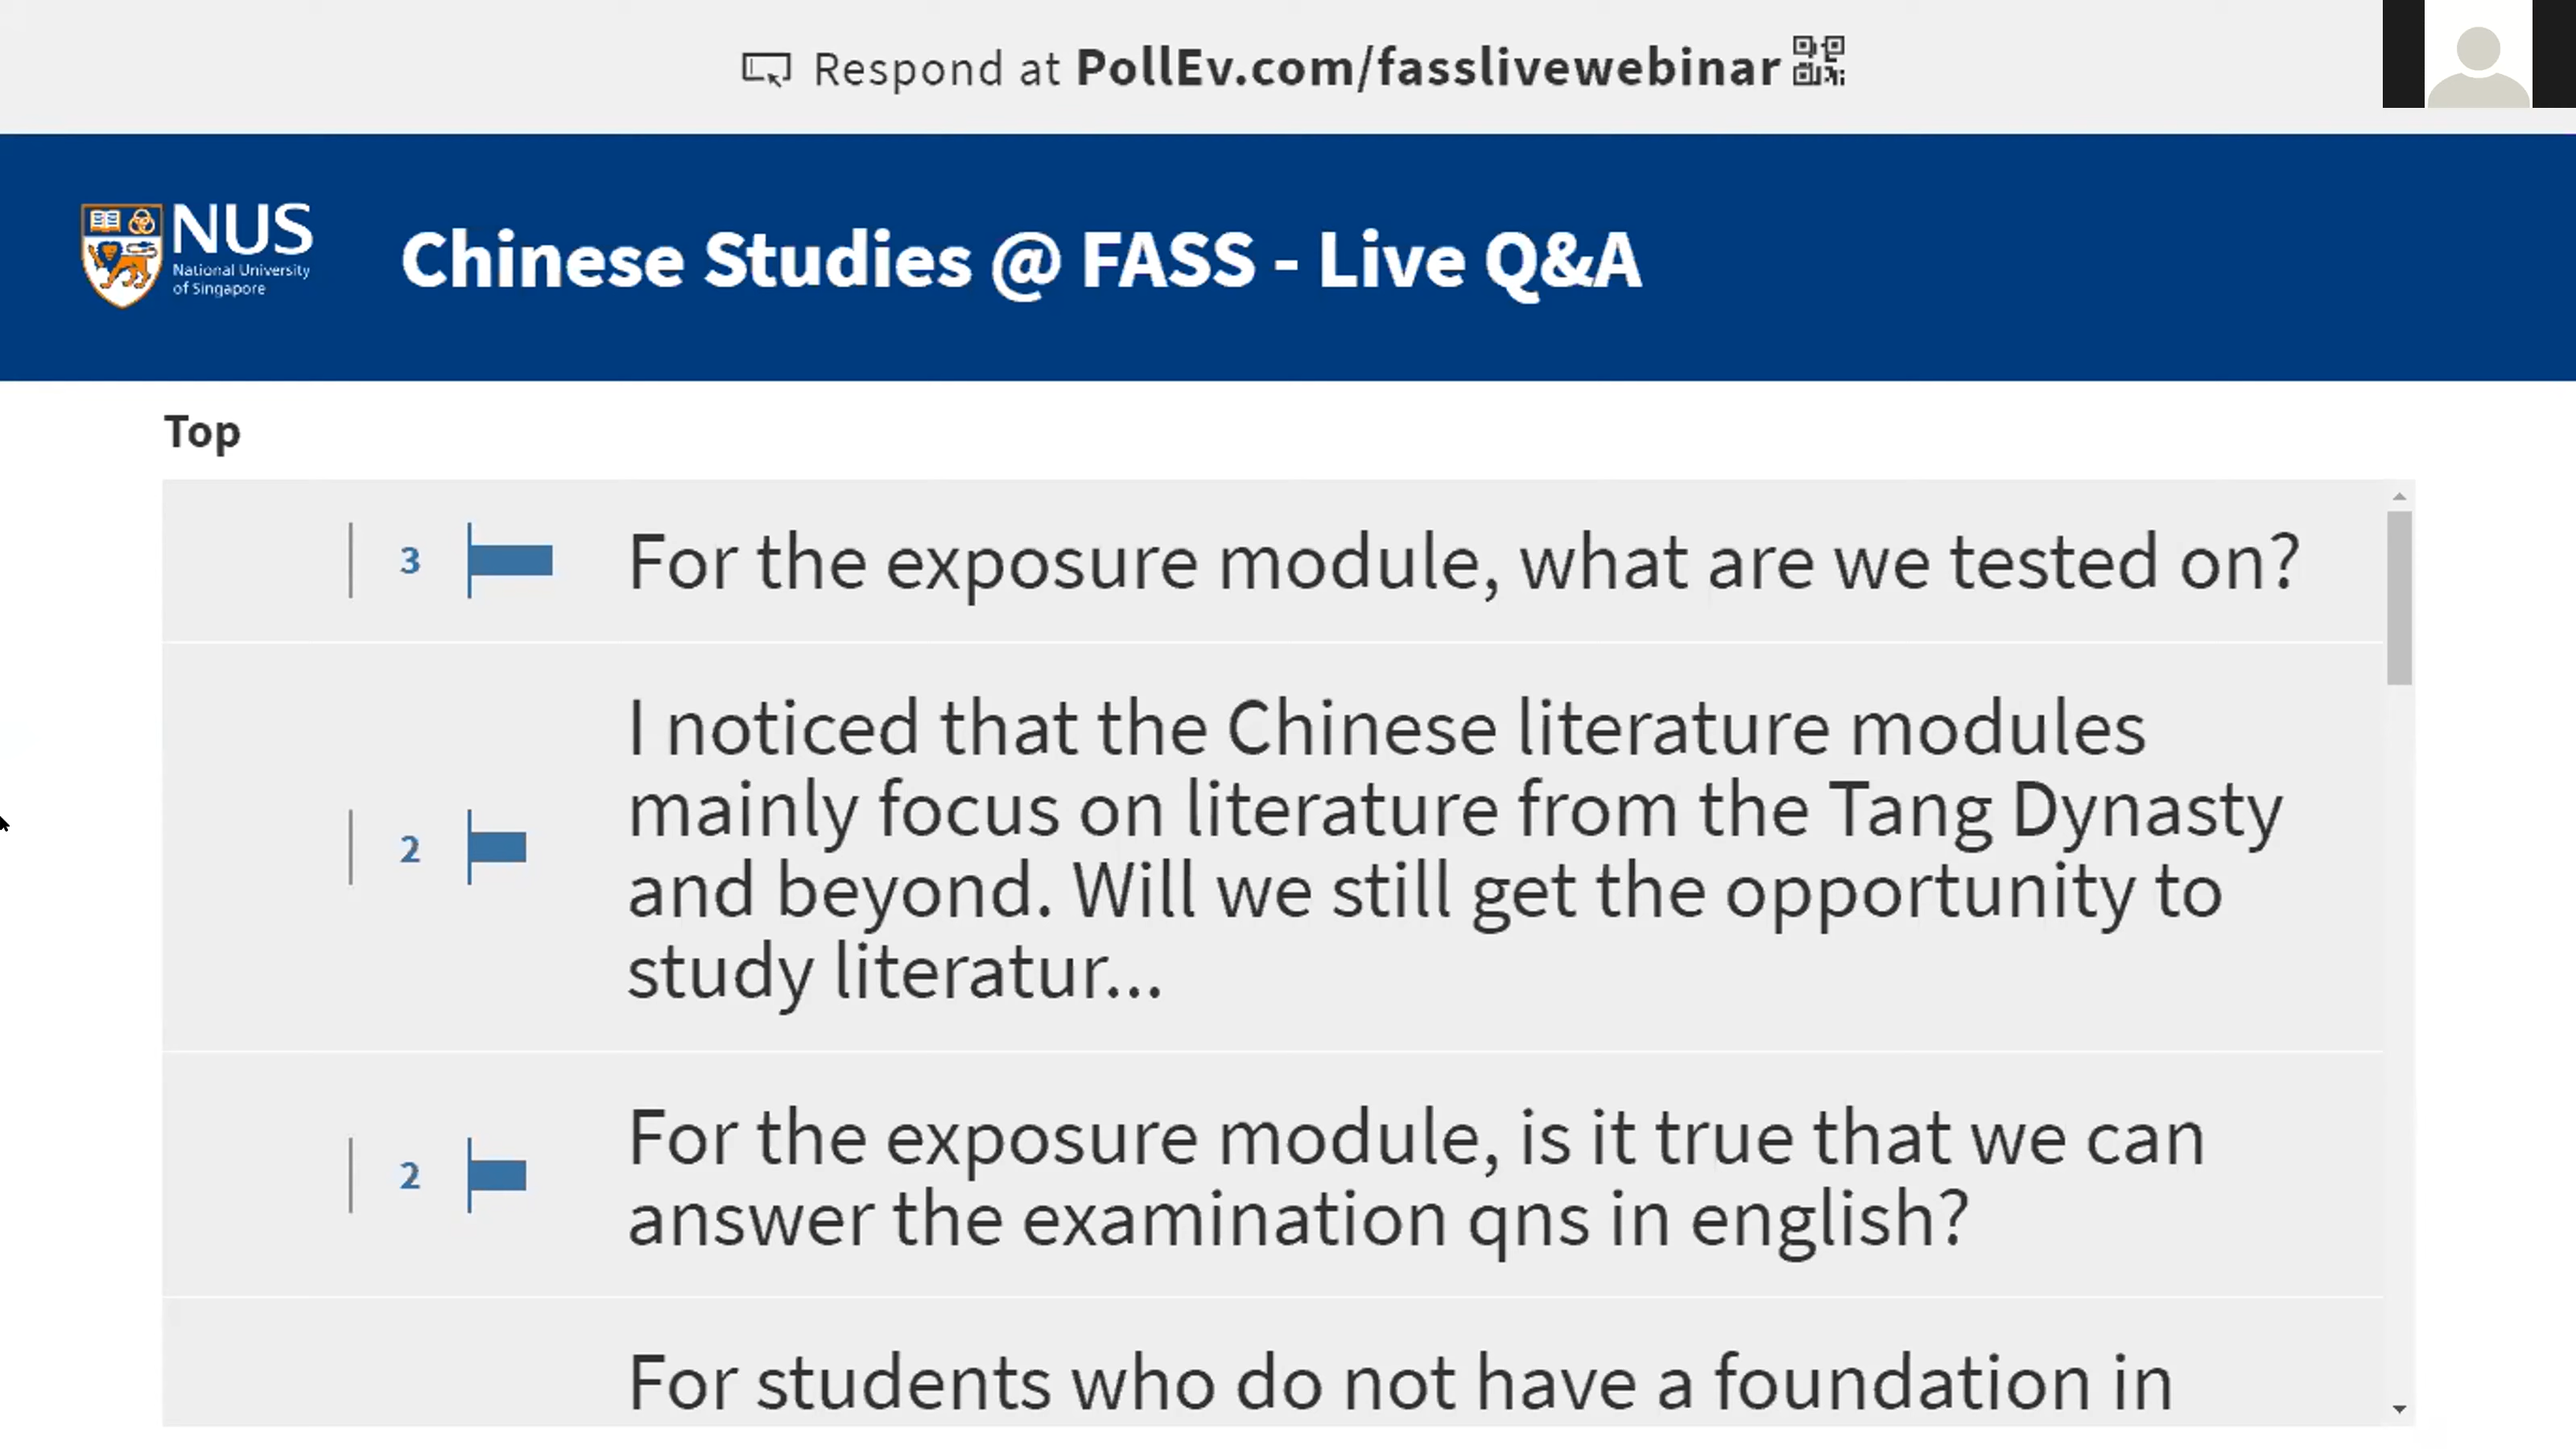 Respond at PollEv.com/fasslivewebinar
NUS
National University
of Singapore
Chinese Studies @ FASS - Live Q&A
Top
3
For the exposure module, what are we tested on?
2
I noticed that the Chinese literature modules
mainly focus on literature from the Tang Dynasty
and beyond. Will we still get the opportunity to
study literatur...
2
For the exposure module, is it true that we can
answer the examination qns in english?
For students who do not have a foundation in